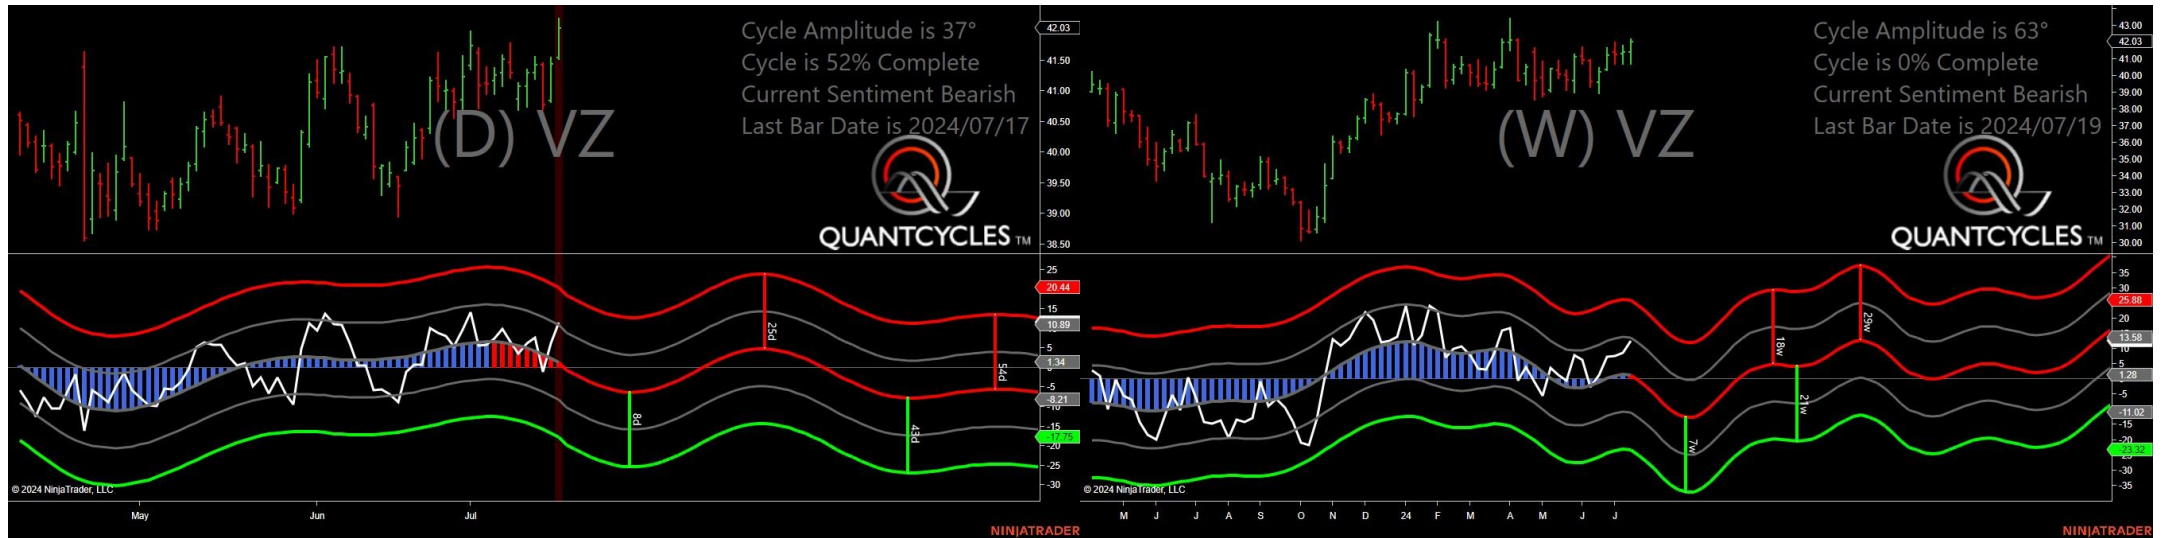 Cycle Amplitude is 37°
Cycle is 52% Complete
Current Sentiment Bearish
Last Bar Date is 2024/07/17
(D) VZ
QUANTCYCLES TM
42.03
41.50
41.00
40.50
40.00
39.50
39.00
38.50
25
20.44
15
10.89
5
1.34
-5
-8.21
-10
-17.75
-20
-25
-30
25d
54d
8d
43d
© 2024 NinjaTrader, LLC
May
Jun
Jul
NINJATRADER
Cycle Amplitude is 63°
Cycle is 0% Complete
Current Sentiment Bearish
Last Bar Date is 2024/07/19
(W) VZ
QUANTCYCLES TM
43.00
42.03
41.00
40.00
39.00
38.00
37.00
36.00
35.00
34.00
33.00
32.00
31.00
30.00
35
30
25.88
20
13.58
5
1.28
-5
-11.02
-15
-20
-23.32
-30
-35
18w
29w
21w
7w
© 2024 NinjaTrader, LLC
M
J
J
A
S
O
N
D
24
F
M
A
M
J
J
NINJATRADER